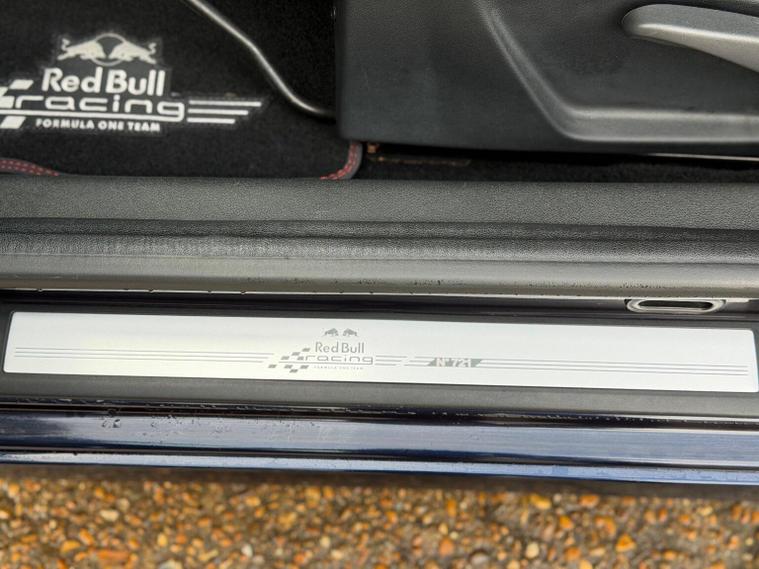 Red Bull
racing
FORMULA ONE TEAM
Red Bull
racing
FORMULA ONE TEAM
N° 721